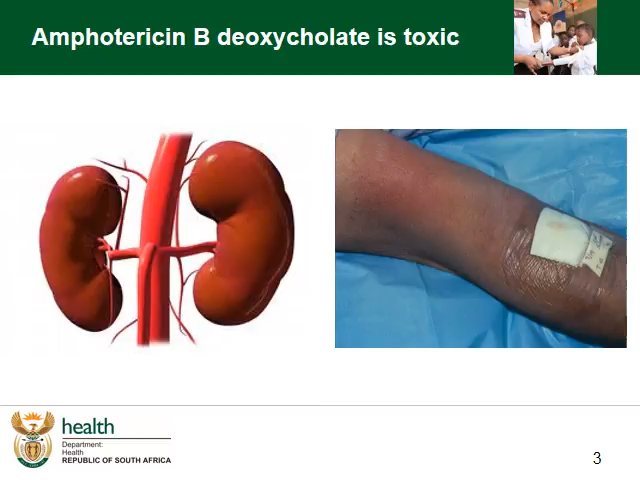 Amphotericin B deoxycholate is toxic
health
Department:
Health
REPUBLIC OF SOUTH AFRICA
3